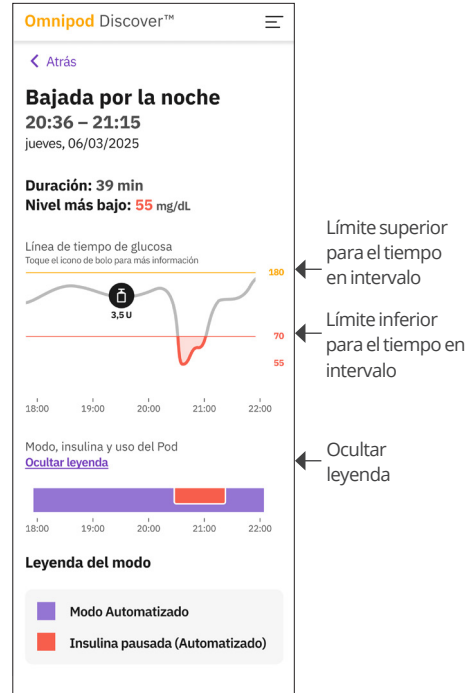 Omnipod Discover™
Atrás
Bajada por la noche
20:36 – 21:15
jueves, 06/03/2025
Duración: 39 min
Nivel más bajo: 55 mg/dL
Línea de tiempo de glucosa
Toque el icono de bolo para más información
180
3,5 U
70
55
18:00 19:00 20:00 21:00 22:00
Modo, insulina y uso del Pod
Ocultar leyenda
18:00 19:00 20:00 21:00 22:00
Leyenda del modo
Modo Automatizado
Insulina pausada (Automatizado)
Límite superior
para el tiempo
en intervalo
Límite inferior
para el tiempo en
intervalo
Ocultar
leyenda